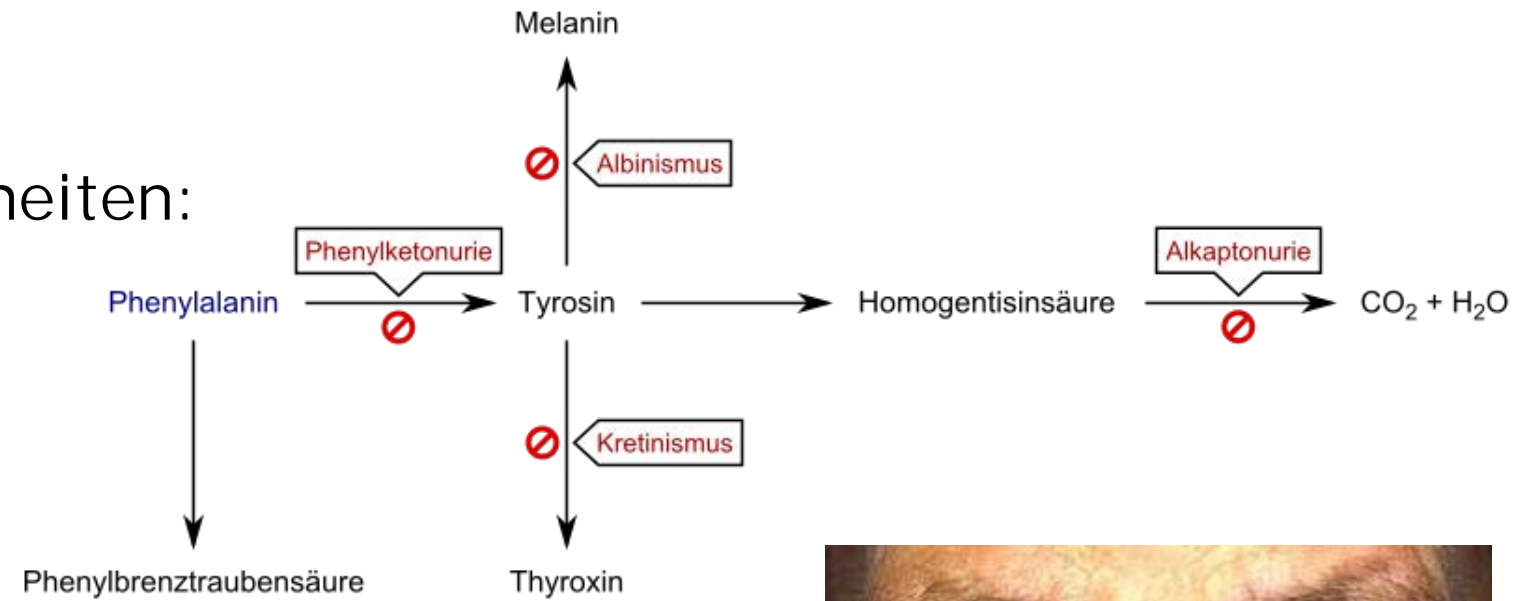 Melanin
Albinismus
heiten:
Phenylketonurie
Alkaptonurie
Phenylalanin
Tyrosin
Homogentisinsäure
CO₂ + H₂O
Kretinismus
Phenylbrenztraubensäure
Thyroxin